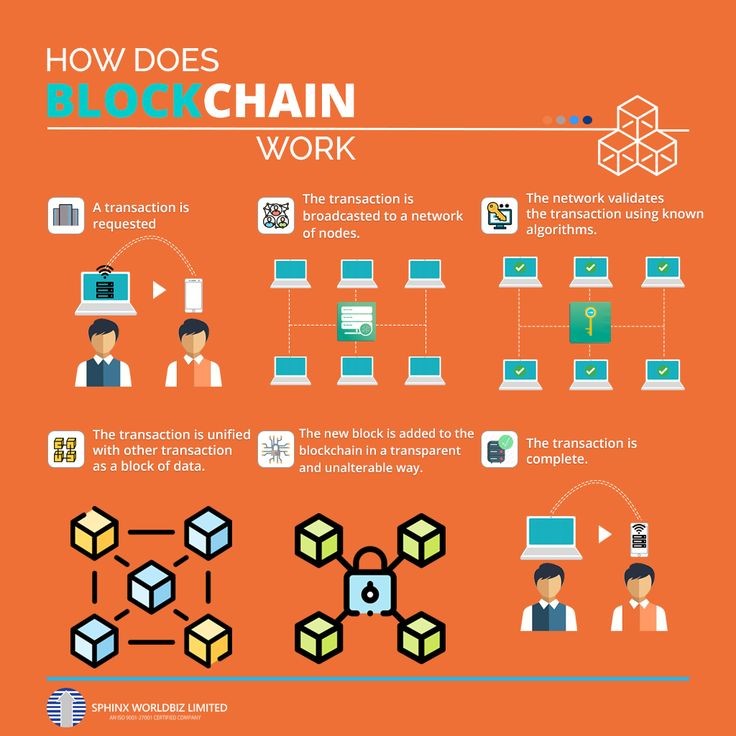 HOW DOES
BLOCKCHAIN
WORK
A transaction is
requested
The transaction is
broadcasted to a network
of nodes.
The network validates
the transaction using known
algorithms.
The transaction is unified
with other transaction
as a block of data.
The new block is added to the
blockchain in a transparent
and unalterable way.
The transaction is
complete.
SPHINX WORLDBIZ LIMITED
AN ISO 9001-27001 CERTIFIED COMPANY